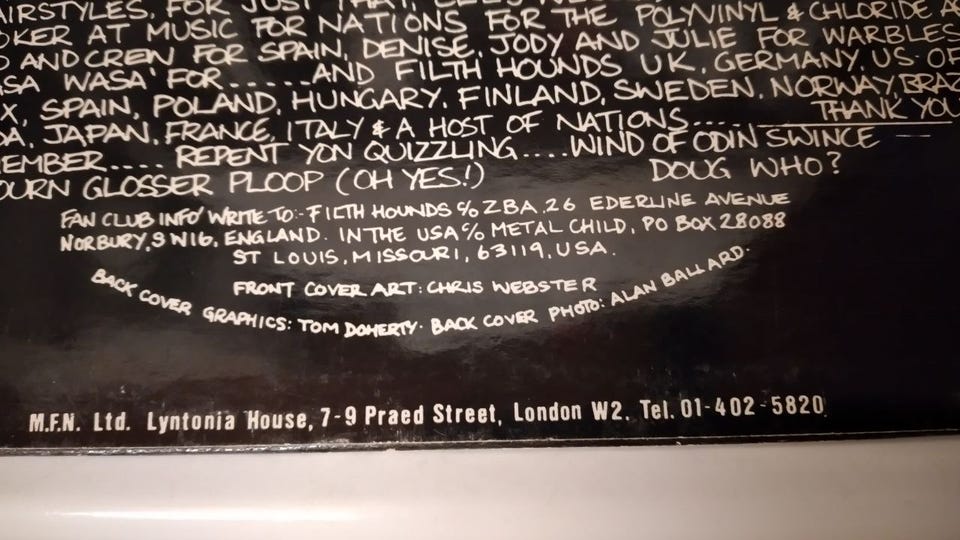 HAIRSTYLES, FOR JUST THAT,
OKER AT MUSIC FOR NATIONS FOR THE POLYVINYL & CHLORIDE A
D AND CREW FOR SPAIN, DENISE, JODY AND JULIE FOR WARBLES
SA WASA' FOR.....AND FILTH HOUNDS UK, GERMANY, US OF
X, SPAIN, POLAND, HUNGARY, FINLAND, SWEDEN, NORWAY, BRAZ
DA, JAPAN, FRANCE, ITALY & A HOST OF NATIONS..... THANK YOU
EMBER..... REPENT YON QUIZZLING....WIND OF ODIN SWINCE
OURN GLOSSER PLOOP (OH YES!) DOUG WHO?
FAN CLUB INFO' WRITE TO:- FILTH HOUNDS c/o ZBA, 26 EDERLINE AVENUE
NORBURY, SW16, ENGLAND. IN THE USA c/o METAL CHILD, PO BOX 28088
ST LOUIS, MISSOURI, 63119, USA.
FRONT COVER ART: CHRIS WEBSTER
BACK COVER GRAPHICS: TOM DOHERTY. BACK COVER PHOTO: ALAN BALLARD.
M.F.N. Ltd. Lyntonia House, 7-9 Praed Street, London W2. Tel. 01-402-5820